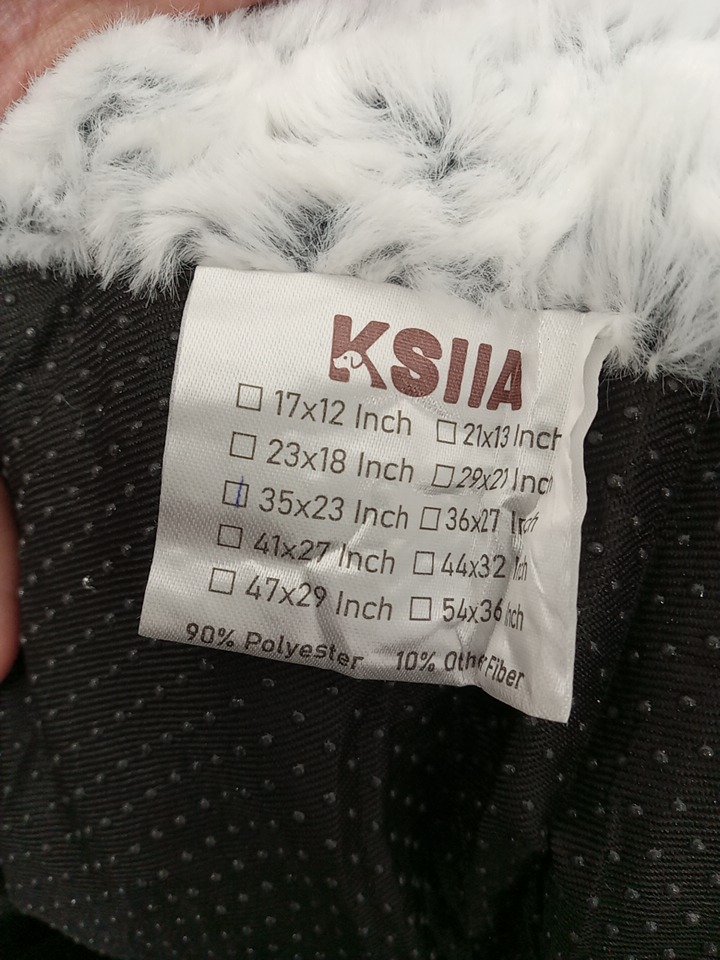 KSIIA
☐ 17x12 Inch ☐ 21x13 Inch
☐ 23x18 Inch ☐ 29x21 Inch
☐ 35x23 Inch ☐ 36x27 Inch
☐ 41x27 Inch ☐ 44x32 Inch
☐ 47x29 Inch ☐ 54x36 Inch
90% Polyester 10% Other Fiber